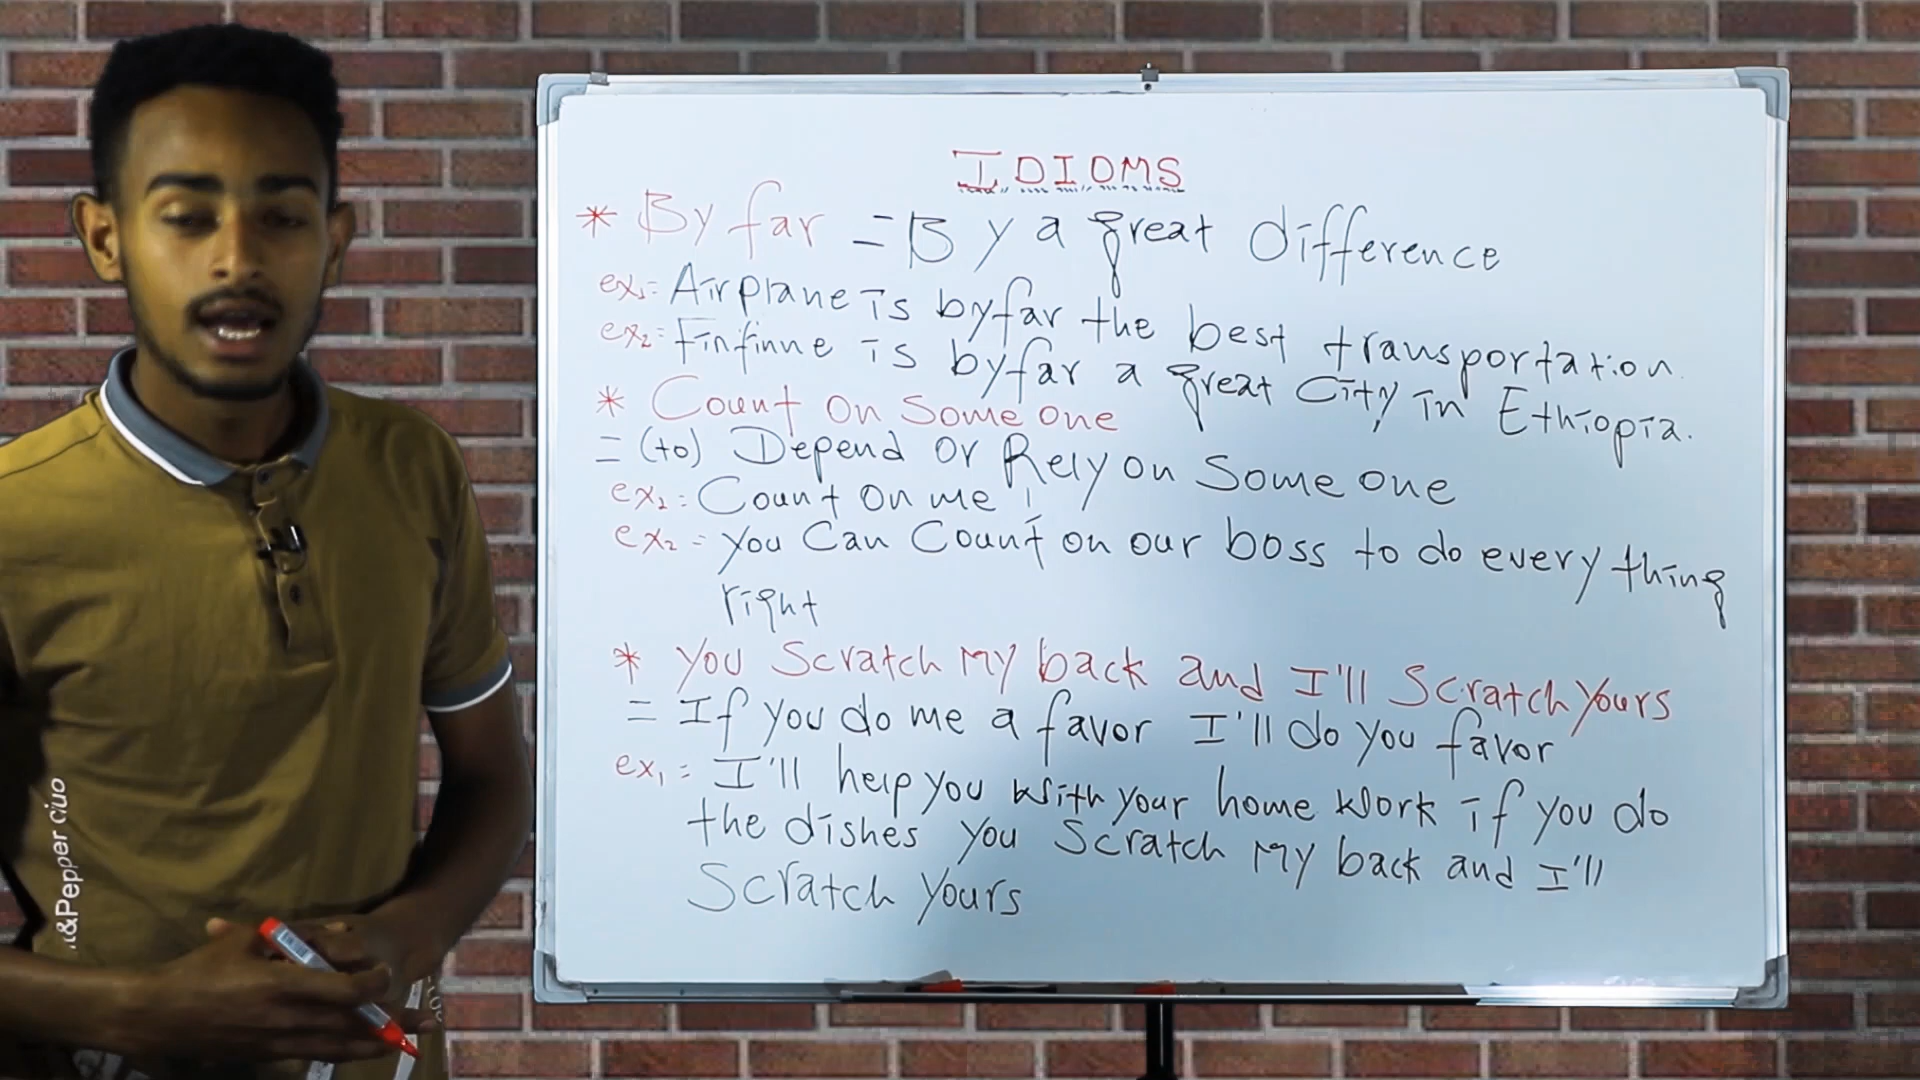 IDIOMS
* By far = By a great difference
ex1= Airplane is byfar the best transportation.
ex2= Finfinne is byfar a great City in Ethiopia.
* Count on Some one
= (to) Depend or Rely on Some one
ex1= Count on me!
ex2= you Can Count on our boss to do every thing
right
* you Scratch my back and I'll Scratch yours
= If you do me a favor I'll do you favor
ex1= I'll help you with your home work if you do
the dishes you Scratch my back and I'll
Scratch yours
&Pepper